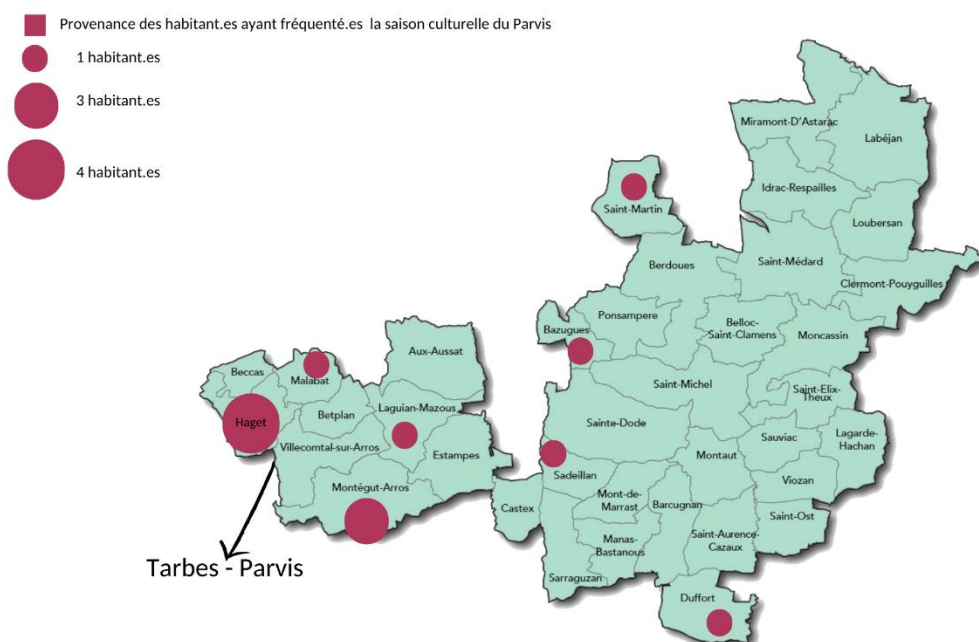 Provenance des habitant.es ayant fréquenté.es  la saison culturelle du Parvis
1 habitant.es
3 habitant.es
4 habitant.es
Miramont-D'Astarac
Labéjan
Idrac-Respailles
Saint-Martin
Loubersan
Berdoues
Saint-Médard
Clermont-Pouyguilles
Ponsampere
Bazugues
Belloc-
Saint-Clamens
Moncassin
Aux-Aussat
Beccas
Malabat
Saint-Michel
Saint-Elix-
Theux
Betplan
Laguian-Mazous
Haget
Sainte-Dode
Lagarde-
Hachan
Villecomtal-sur-Arros
Estampes
Sauviac
Montaut
Sadeillan
Viozan
Montégut-Arros
Mont-de-
Marrast
Barcugnan
Castex
Saint-Ost
Saint-Aurence-
Cazaux
Manas-
Bastanous
Sarraguzan
Tarbes - Parvis
Duffort